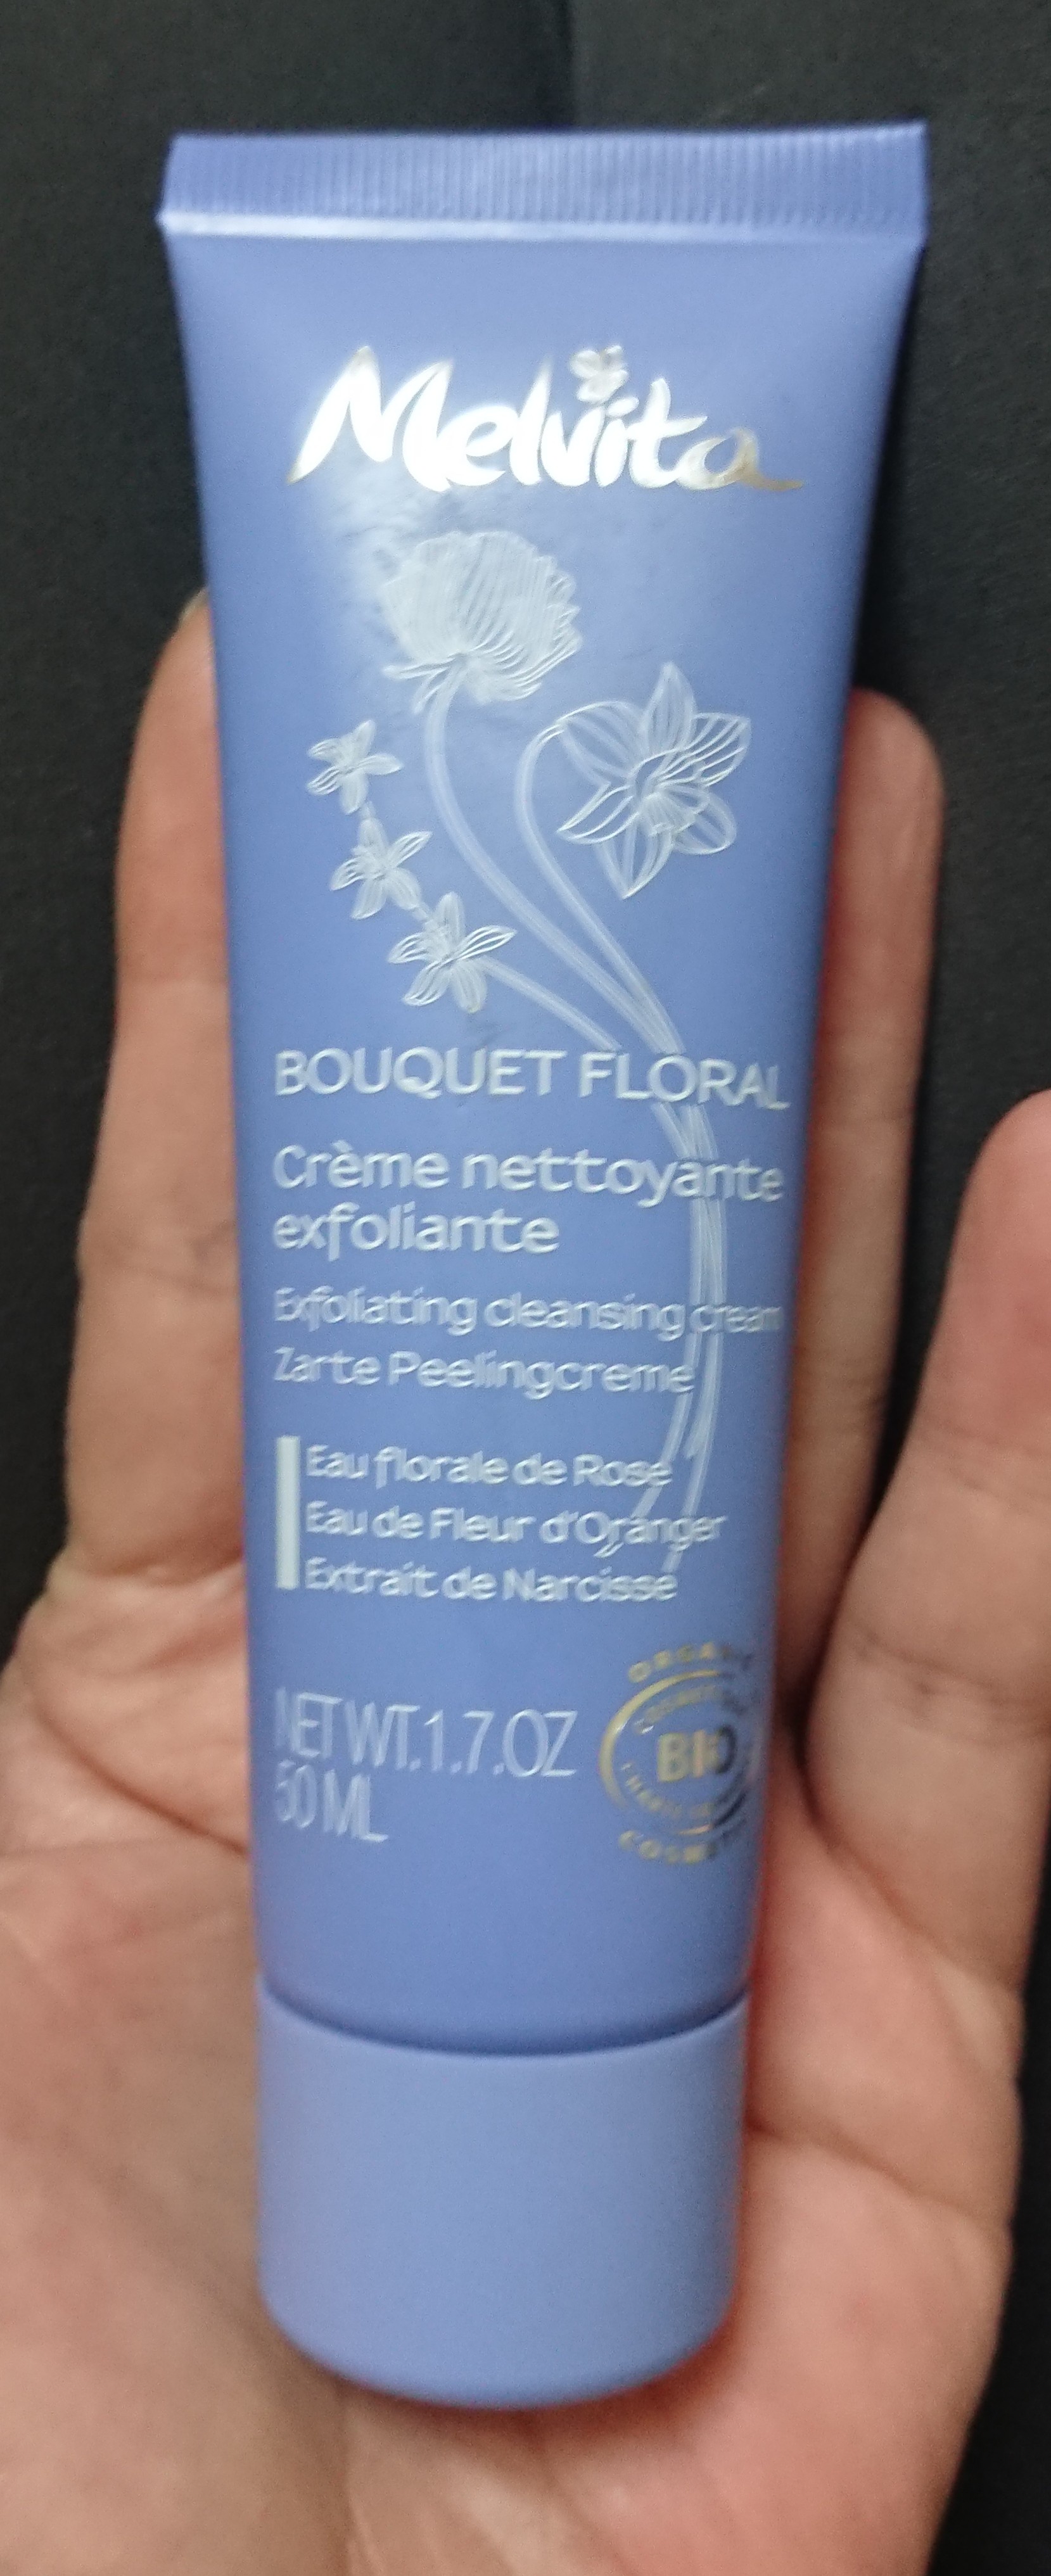 Melvita
BOUQUET FLORAL
Crème nettoyante
exfoliante
Exfoliating cleansing cream
Zarte Peelingcreme
Eau florale de Rose
Eau de Fleur d'Oranger
Extrait de Narcisse
NET WT.1.7.OZ
50 ML
BIO